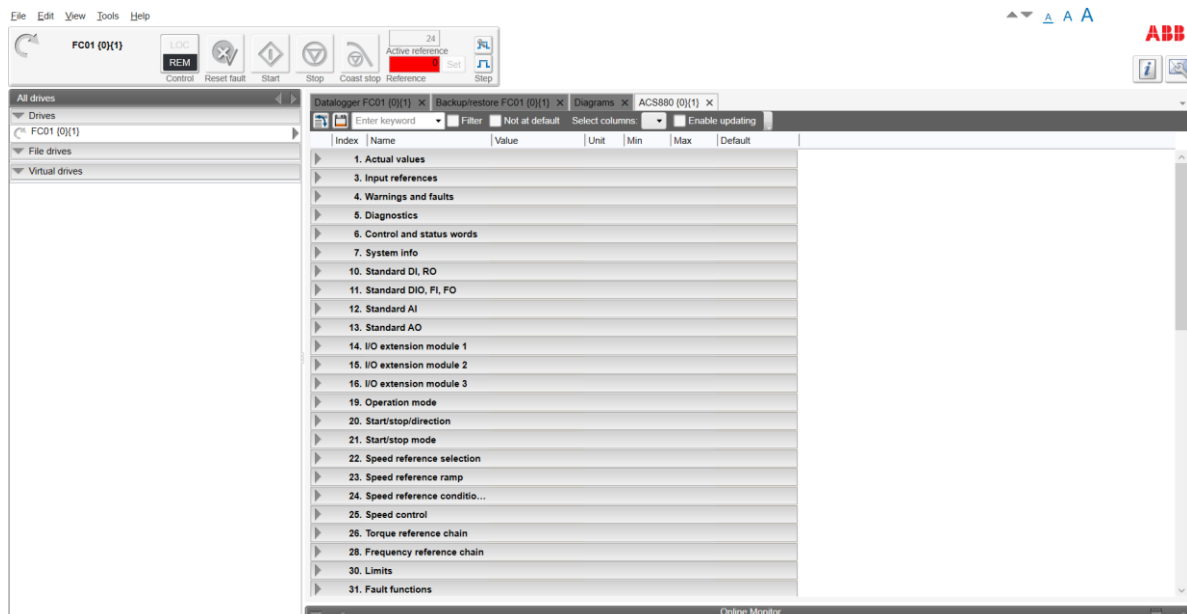 File Edit View Tools Help
A A A
ABB
FC01 {0}{1}
LOC
REM
Control
Reset fault
Start
Stop
Coast stop
24
Active reference
0
Set
Reference
Step
All drives
Drives
FC01 {0}{1}
File drives
Virtual drives
Datalogger FC01 {0}{1} X Backup/restore FC01 {0}{1} X Diagrams X ACS880 {0}{1} X
Enter keyword Filter Not at default Select columns: Enable updating
Index Name Value Unit Min Max Default
1. Actual values
3. Input references
4. Warnings and faults
5. Diagnostics
6. Control and status words
7. System info
10. Standard DI, RO
11. Standard DIO, FI, FO
12. Standard AI
13. Standard AO
14. I/O extension module 1
15. I/O extension module 2
16. I/O extension module 3
19. Operation mode
20. Start/stop/direction
21. Start/stop mode
22. Speed reference selection
23. Speed reference ramp
24. Speed reference conditio...
25. Speed control
26. Torque reference chain
28. Frequency reference chain
30. Limits
31. Fault functions
Online Monitor